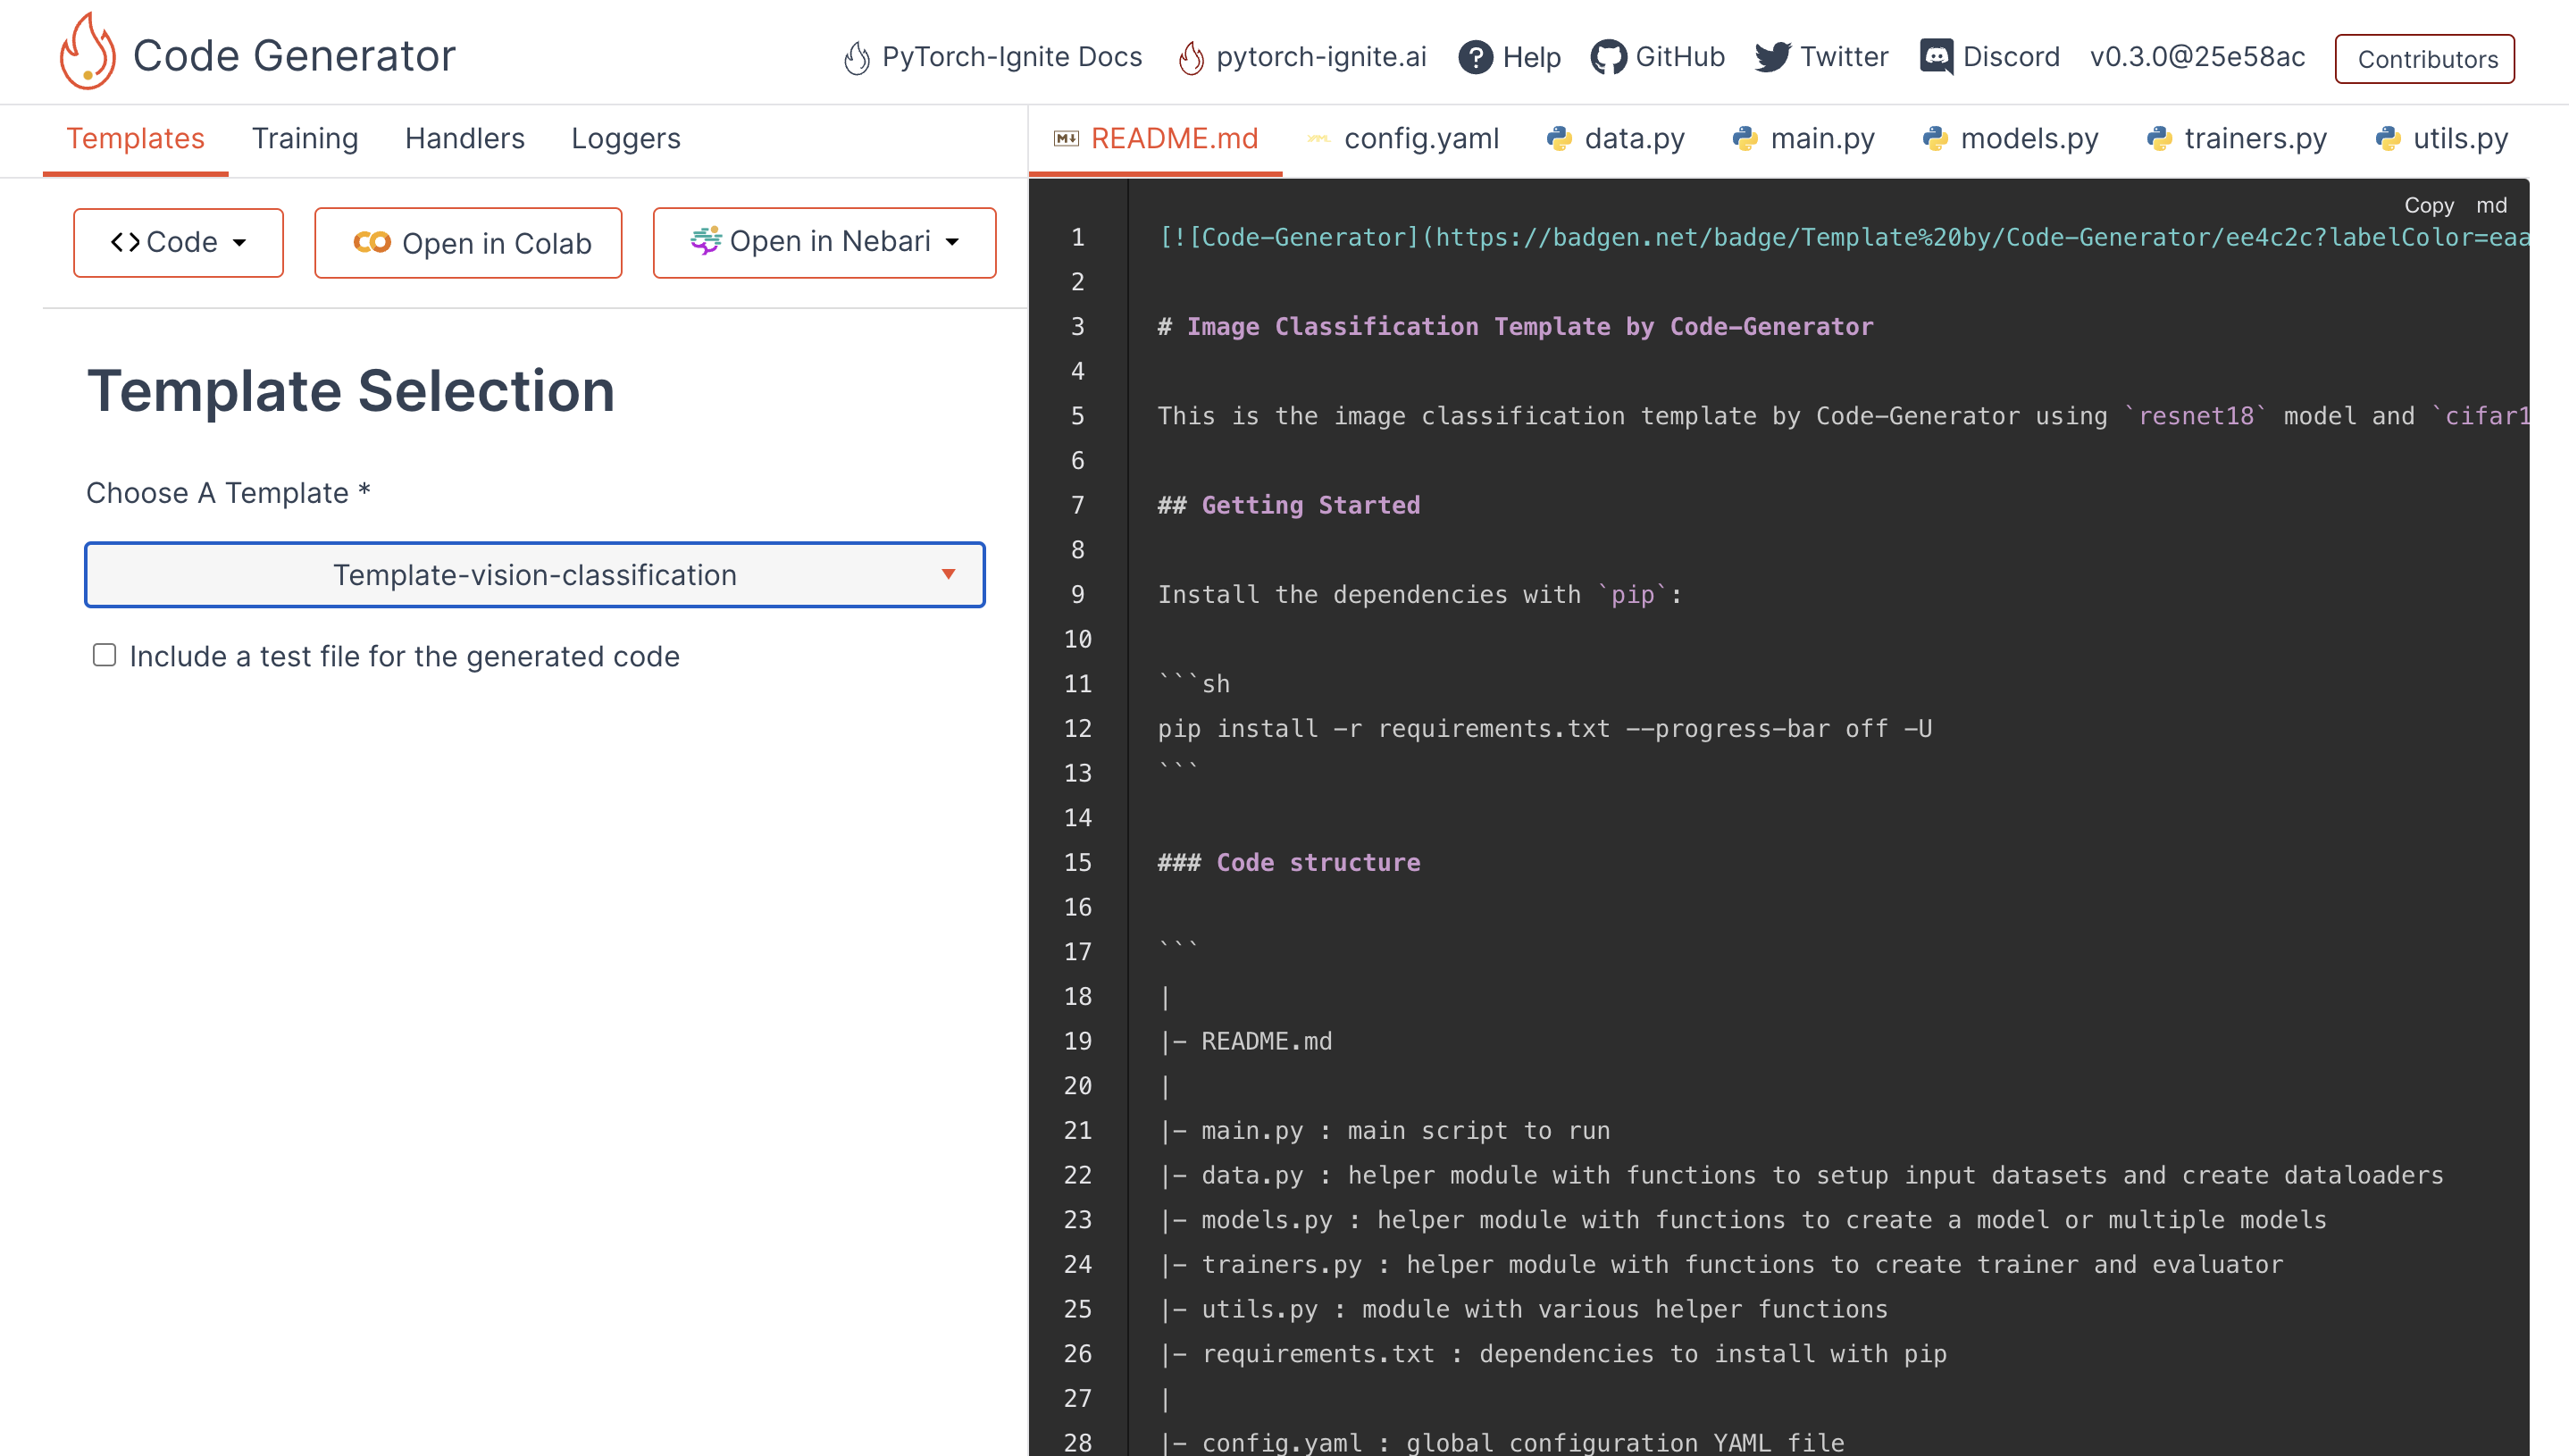 Code Generator
PyTorch-Ignite Docs pytorch-ignite.ai Help GitHub Twitter Discord v0.3.0@25e58ac Contributors
Templates Training Handlers Loggers
Code Open in Colab Open in Nebari
Template Selection
Choose A Template *
Template-vision-classification
Include a test file for the generated code
README.md config.yaml data.py main.py models.py trainers.py utils.py
Copy md
1 [![Code-Generator](https://badgen.net/badge/Template%20by/Code-Generator/ee4c2c?labelColor=eaa
2
3 # Image Classification Template by Code-Generator
4
5 This is the image classification template by Code-Generator using `resnet18` model and `cifar1
6
7 ## Getting Started
8
9 Install the dependencies with `pip`:
10
11 ```sh
12 pip install -r requirements.txt --progress-bar off -U
13 ```
14
15 ### Code structure
16
17 ```
18 |
19 |- README.md
20 |
21 |- main.py : main script to run
22 |- data.py : helper module with functions to setup input datasets and create dataloaders
23 |- models.py : helper module with functions to create a model or multiple models
24 |- trainers.py : helper module with functions to create trainer and evaluator
25 |- utils.py : module with various helper functions
26 |- requirements.txt : dependencies to install with pip
27 |
28 |- config.yaml : global configuration YAML file